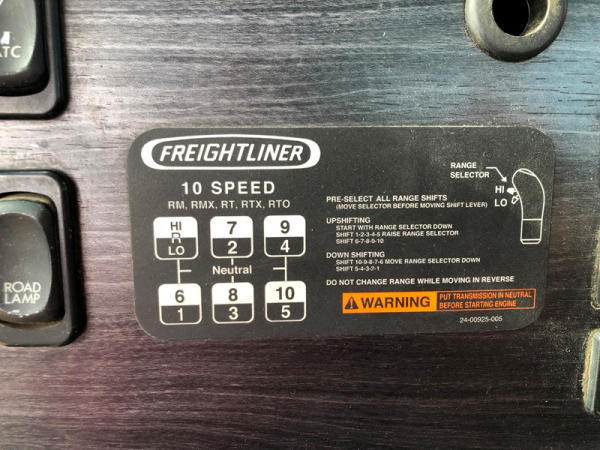 ATC
FREIGHTLINER
10 SPEED
RM, RMX, RT, RTX, RTO
HI 7 9
R
LO 2 4
Neutral
6 8 10
1 3 5
RANGE
SELECTOR
HI
LO
PRE-SELECT ALL RANGE SHIFTS
(MOVE SELECTOR BEFORE MOVING SHIFT LEVER)
UPSHIFTING
START WITH RANGE SELECTOR DOWN
SHIFT 1-2-3-4-5 RAISE RANGE SELECTOR
SHIFT 6-7-8-9-10
DOWN SHIFTING
SHIFT 10-9-8-7-6 MOVE RANGE SELECTOR DOWN
SHIFT 5-4-3-2-1
DO NOT CHANGE RANGE WHILE MOVING IN REVERSE
WARNING
PUT TRANSMISSION IN NEUTRAL
BEFORE STARTING ENGINE
24-00925-005
ROAD
LAMP